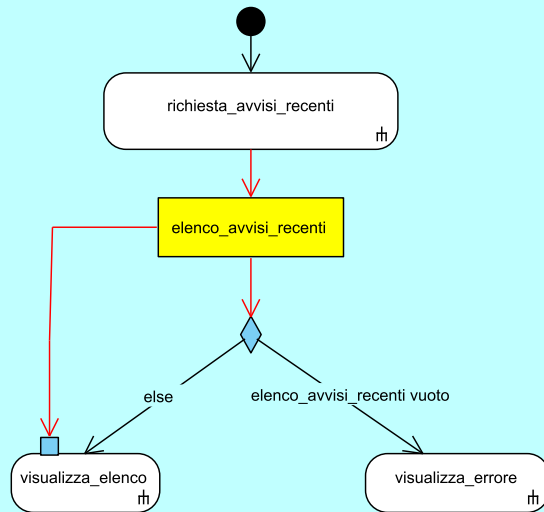 richiesta_avvisi_recenti
elenco_avvisi_recenti
else
elenco_avvisi_recenti vuoto
visualizza_elenco
visualizza_errore